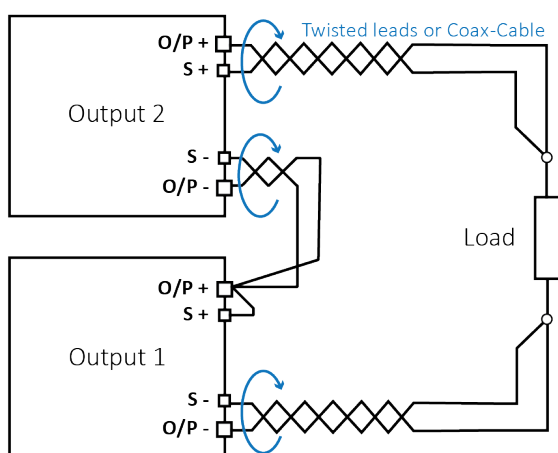 Twisted leads or Coax-Cable
O/P +
S +
Output 2
S -
O/P -
Load
O/P +
S +
Output 1
S -
O/P -